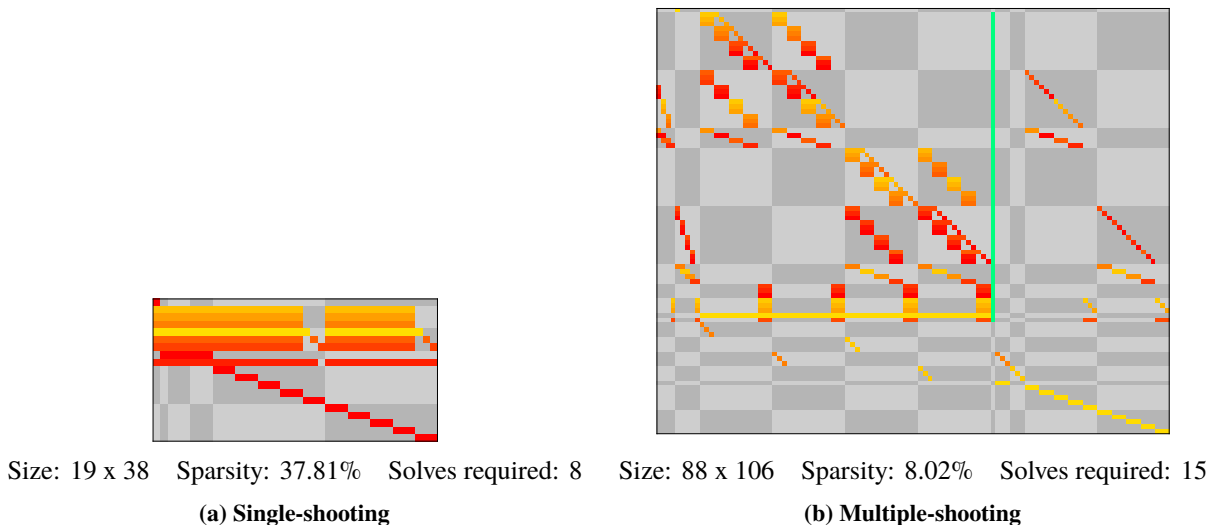 Size: 19 x 38 Sparsity: 37.81% Solves required: 8
Size: 88 x 106 Sparsity: 8.02% Solves required: 15
(a) Single-shooting
(b) Multiple-shooting